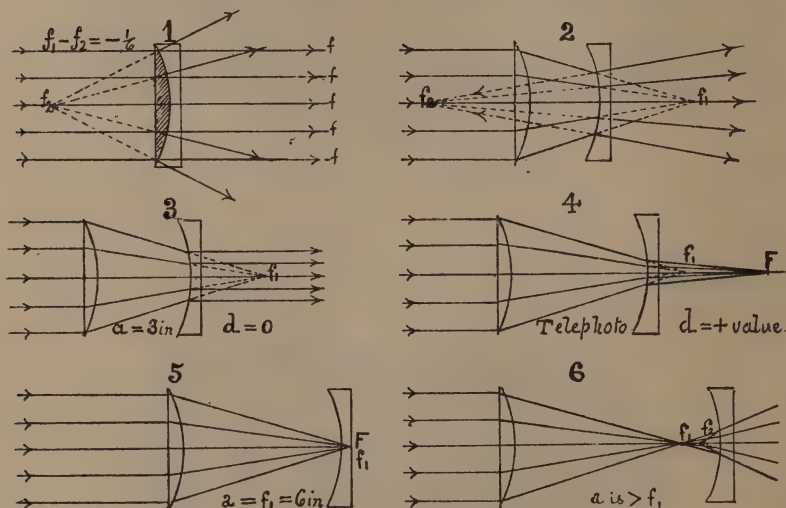 1
f₁-f₂=-⅙
f
f
f₂
f
f
f
2
f₂
f₁
3
f₁
a=3in
d=0
4
f₁
F
Telephoto
d=+value.
5
F
f₁
a=f₁=6in
6
f₁
f₂
a is>f₁